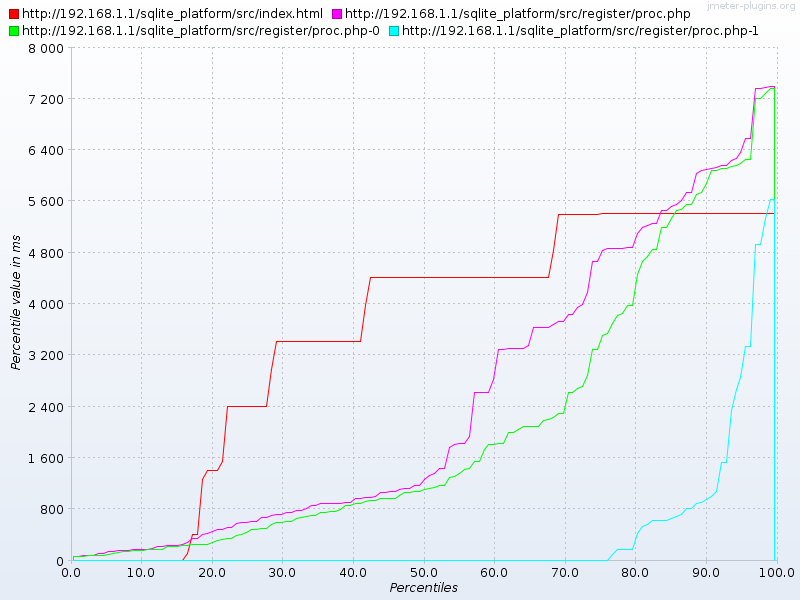 jmeter-plugins.org
http://192.168.1.1/sqlite_platform/src/index.html http://192.168.1.1/sqlite_platform/src/register/proc.php
http://192.168.1.1/sqlite_platform/src/register/proc.php-0 http://192.168.1.1/sqlite_platform/src/register/proc.php-1
8 000
7 200
6 400
5 600
4 800
4 000
3 200
2 400
1 600
800
0
Percentile value in ms
0.0 10.0 20.0 30.0 40.0 50.0 60.0 70.0 80.0 90.0 100.0
Percentiles